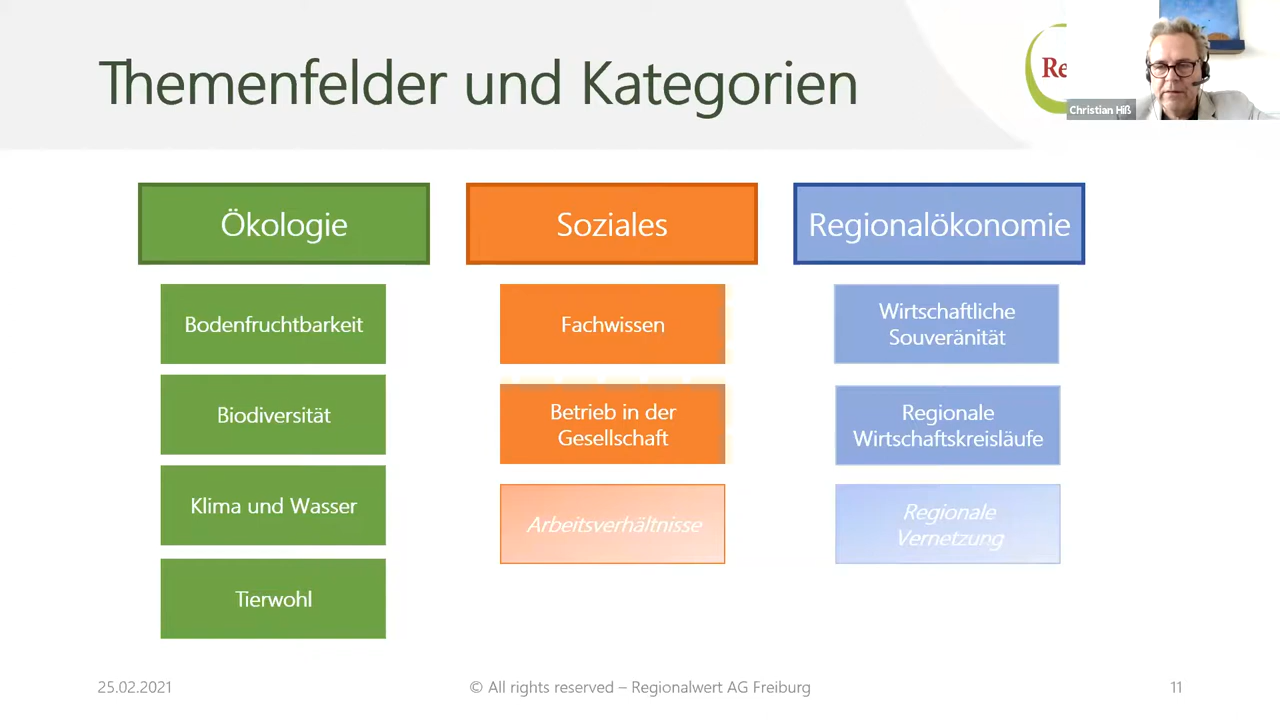 Themenfelder und Kategorien
Re
Christian Hiß
Ökologie
Bodenfruchtbarkeit
Biodiversität
Klima und Wasser
Tierwohl
Soziales
Fachwissen
Betrieb in der
Gesellschaft
Arbeitsverhältnisse
Regionalökonomie
Wirtschaftliche
Souveränität
Regionale
Wirtschaftskreisläufe
Regionale
Vernetzung
25.02.2021
© All rights reserved – Regionalwert AG Freiburg
11